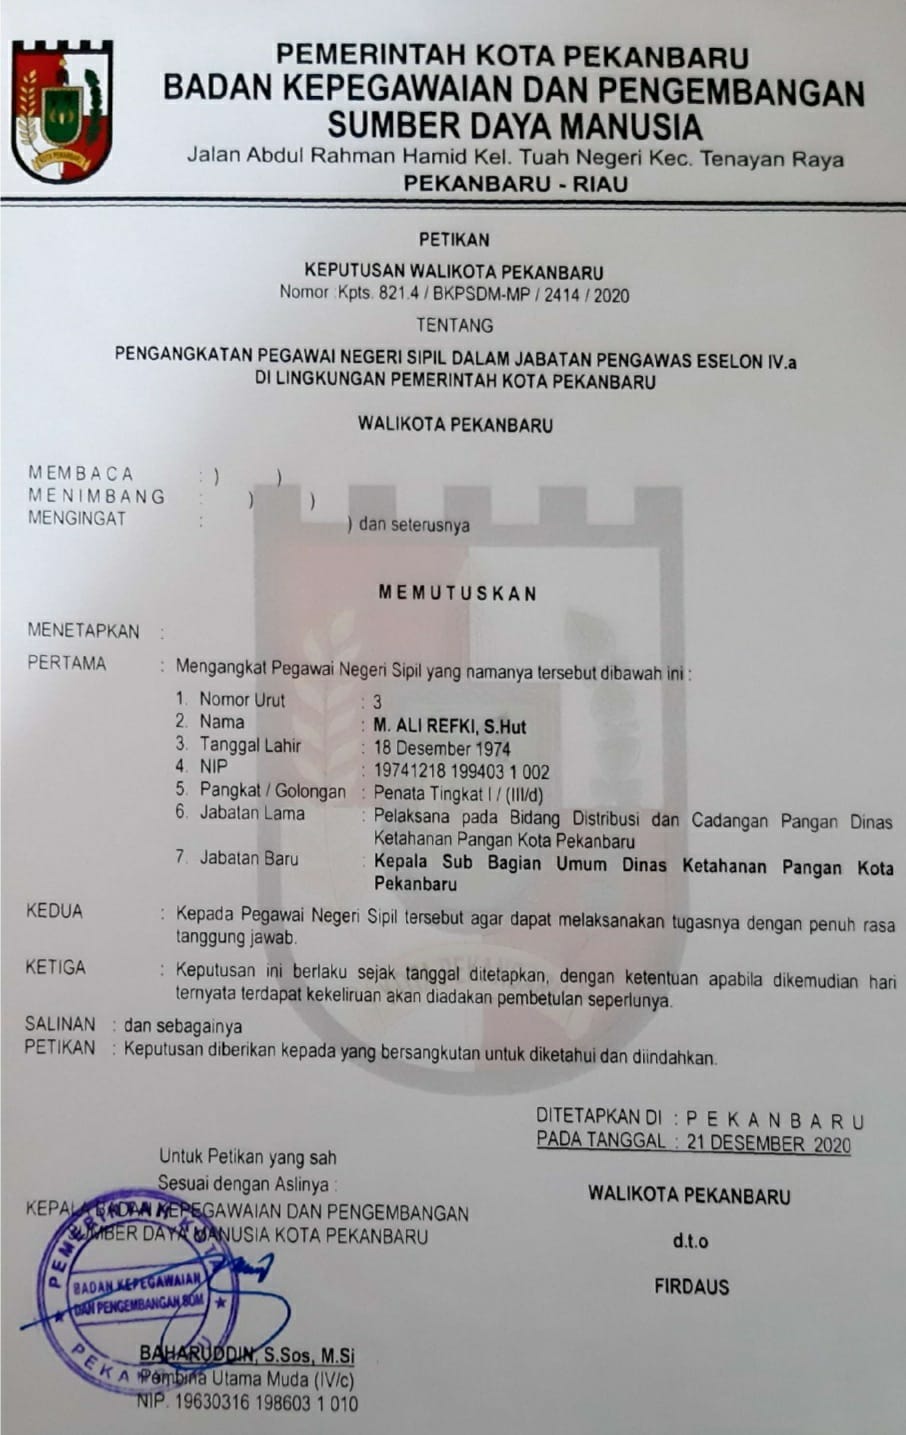 PEMERINTAH KOTA PEKANBARU
BADAN KEPEGAWAIAN DAN PENGEMBANGAN
SUMBER DAYA MANUSIA
Jalan Abdul Rahman Hamid Kel. Tuah Negeri Kec. Tenayan Raya
PEKANBARU - RIAU
KOTA PEKANBARU
PETIKAN
KEPUTUSAN WALIKOTA PEKANBARU
Nomor :Kpts. 821.4 / BKPSDM-MP / 2414 / 2020
TENTANG
PENGANGKATAN PEGAWAI NEGERI SIPIL DALAM JABATAN PENGAWAS ESELON IV.a
DI LINGKUNGAN PEMERINTAH KOTA PEKANBARU
WALIKOTA PEKANBARU
MEMBACA : ) )
MENIMBANG : ) )
MENGINGAT : ) dan seterusnya
MEMUTUSKAN
MENETAPKAN :
PERTAMA : Mengangkat Pegawai Negeri Sipil yang namanya tersebut dibawah ini :
1. Nomor Urut : 3
2. Nama : M. ALI REFKI, S.Hut
3. Tanggal Lahir : 18 Desember 1974
4. NIP : 19741218 199403 1 002
5. Pangkat / Golongan : Penata Tingkat I / (III/d)
6. Jabatan Lama : Pelaksana pada Bidang Distribusi dan Cadangan Pangan Dinas
Ketahanan Pangan Kota Pekanbaru
7. Jabatan Baru : Kepala Sub Bagian Umum Dinas Ketahanan Pangan Kota
Pekanbaru
KEDUA : Kepada Pegawai Negeri Sipil tersebut agar dapat melaksanakan tugasnya dengan penuh rasa
tanggung jawab.
KETIGA : Keputusan ini berlaku sejak tanggal ditetapkan, dengan ketentuan apabila dikemudian hari
ternyata terdapat kekeliruan akan diadakan pembetulan seperlunya.
SALINAN : dan sebagainya
PETIKAN : Keputusan diberikan kepada yang bersangkutan untuk diketahui dan diindahkan.
DITETAPKAN DI : P E K A N B A R U
PADA TANGGAL : 21 DESEMBER 2020
WALIKOTA PEKANBARU
d.t.o
FIRDAUS
Untuk Petikan yang sah
Sesuai dengan Aslinya :
KEPALA BADAN KEPEGAWAIAN DAN PENGEMBANGAN
SUMBER DAYA MANUSIA KOTA PEKANBARU
PEMERINTAH KOTA
BADAN KEPEGAWAIAN
DAN PENGEMBANGAN SDM
BAHARUDDIN, S.Sos, M.Si
Pembina Utama Muda (IV/c)
NIP. 19630316 198603 1 010